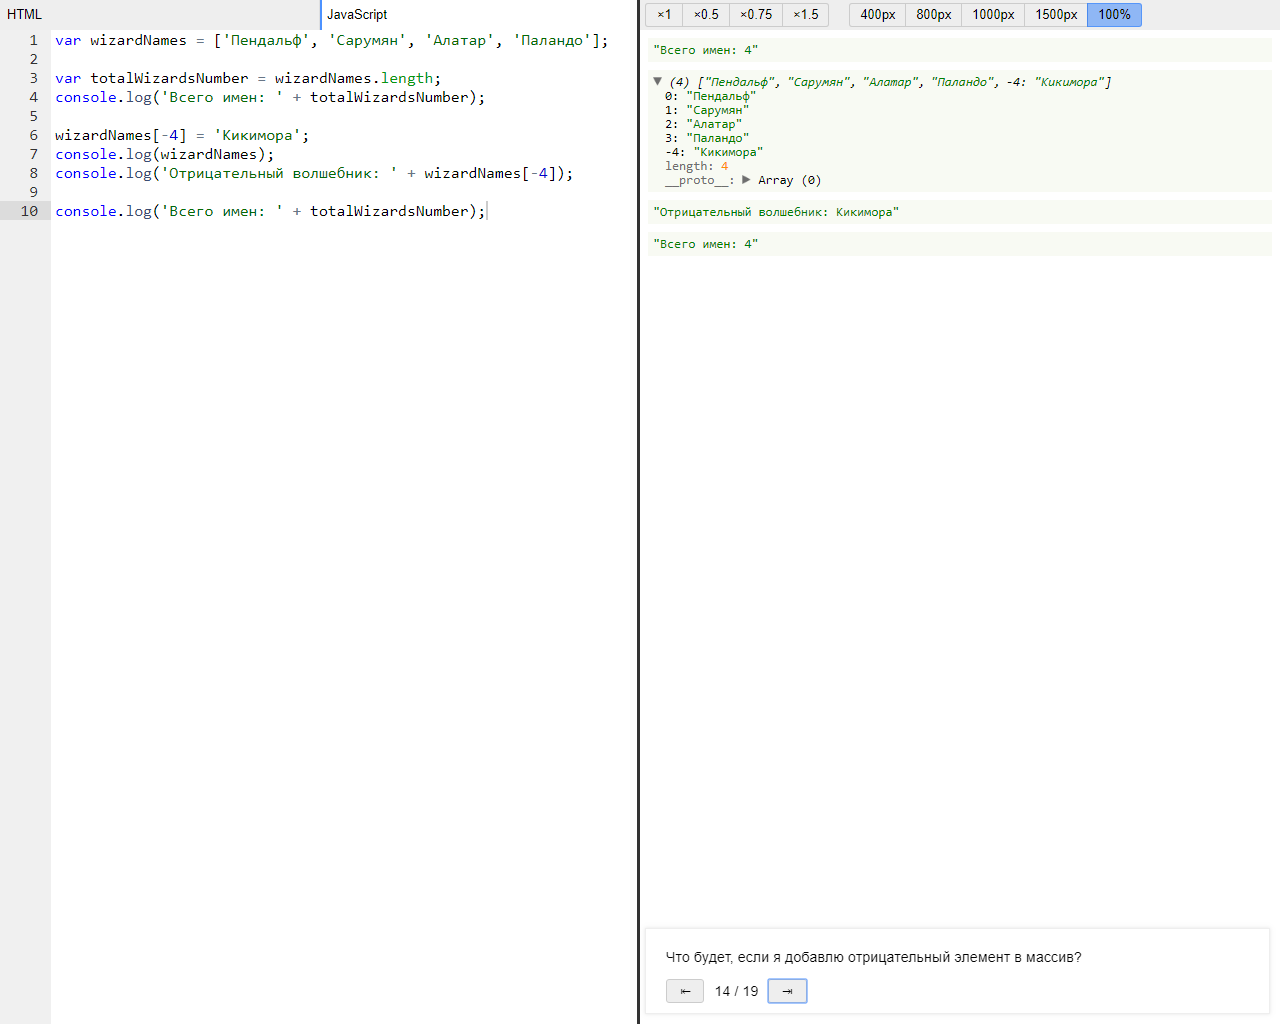 HTML
JavaScript
1 var wizardNames = ['Пендальф', 'Сарумян', 'Алатар', 'Паландо'];
2
3 var totalWizardsNumber = wizardNames.length;
4 console.log('Всего имен: ' + totalWizardsNumber);
5
6 wizardNames[-4] = 'Кикимора';
7 console.log(wizardNames);
8 console.log('Отрицательный волшебник: ' + wizardNames[-4]);
9
10 console.log('Всего имен: ' + totalWizardsNumber);
×1 ×0.5 ×0.75 ×1.5 400px 800px 1000px 1500px 100%
"Всего имен: 4"
▼ (4) ["Пендальф", "Сарумян", "Алатар", "Паландо", -4: "Кикимора"]
0: "Пендальф"
1: "Сарумян"
2: "Алатар"
3: "Паландо"
-4: "Кикимора"
length: 4
__proto__: ▶ Array (0)
"Отрицательный волшебник: Кикимора"
"Всего имен: 4"
Что будет, если я добавлю отрицательный элемент в массив?
⇤ 14 / 19 ⇥